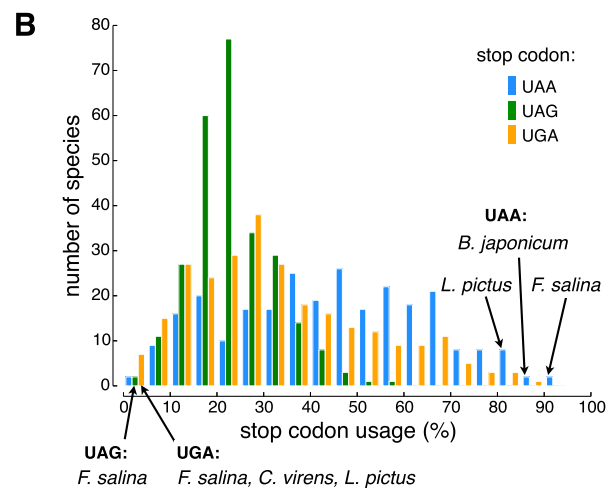 B
80
70
60
50
40
30
20
10
0
number of species
stop codon:
UAA
UAG
UGA
UAA:
B. japonicum
L. pictus F. salina
0 10 20 30 40 50 60 70 80 90 100
stop codon usage (%)
UAG: UGA:
F. salina F. salina, C. virens, L. pictus